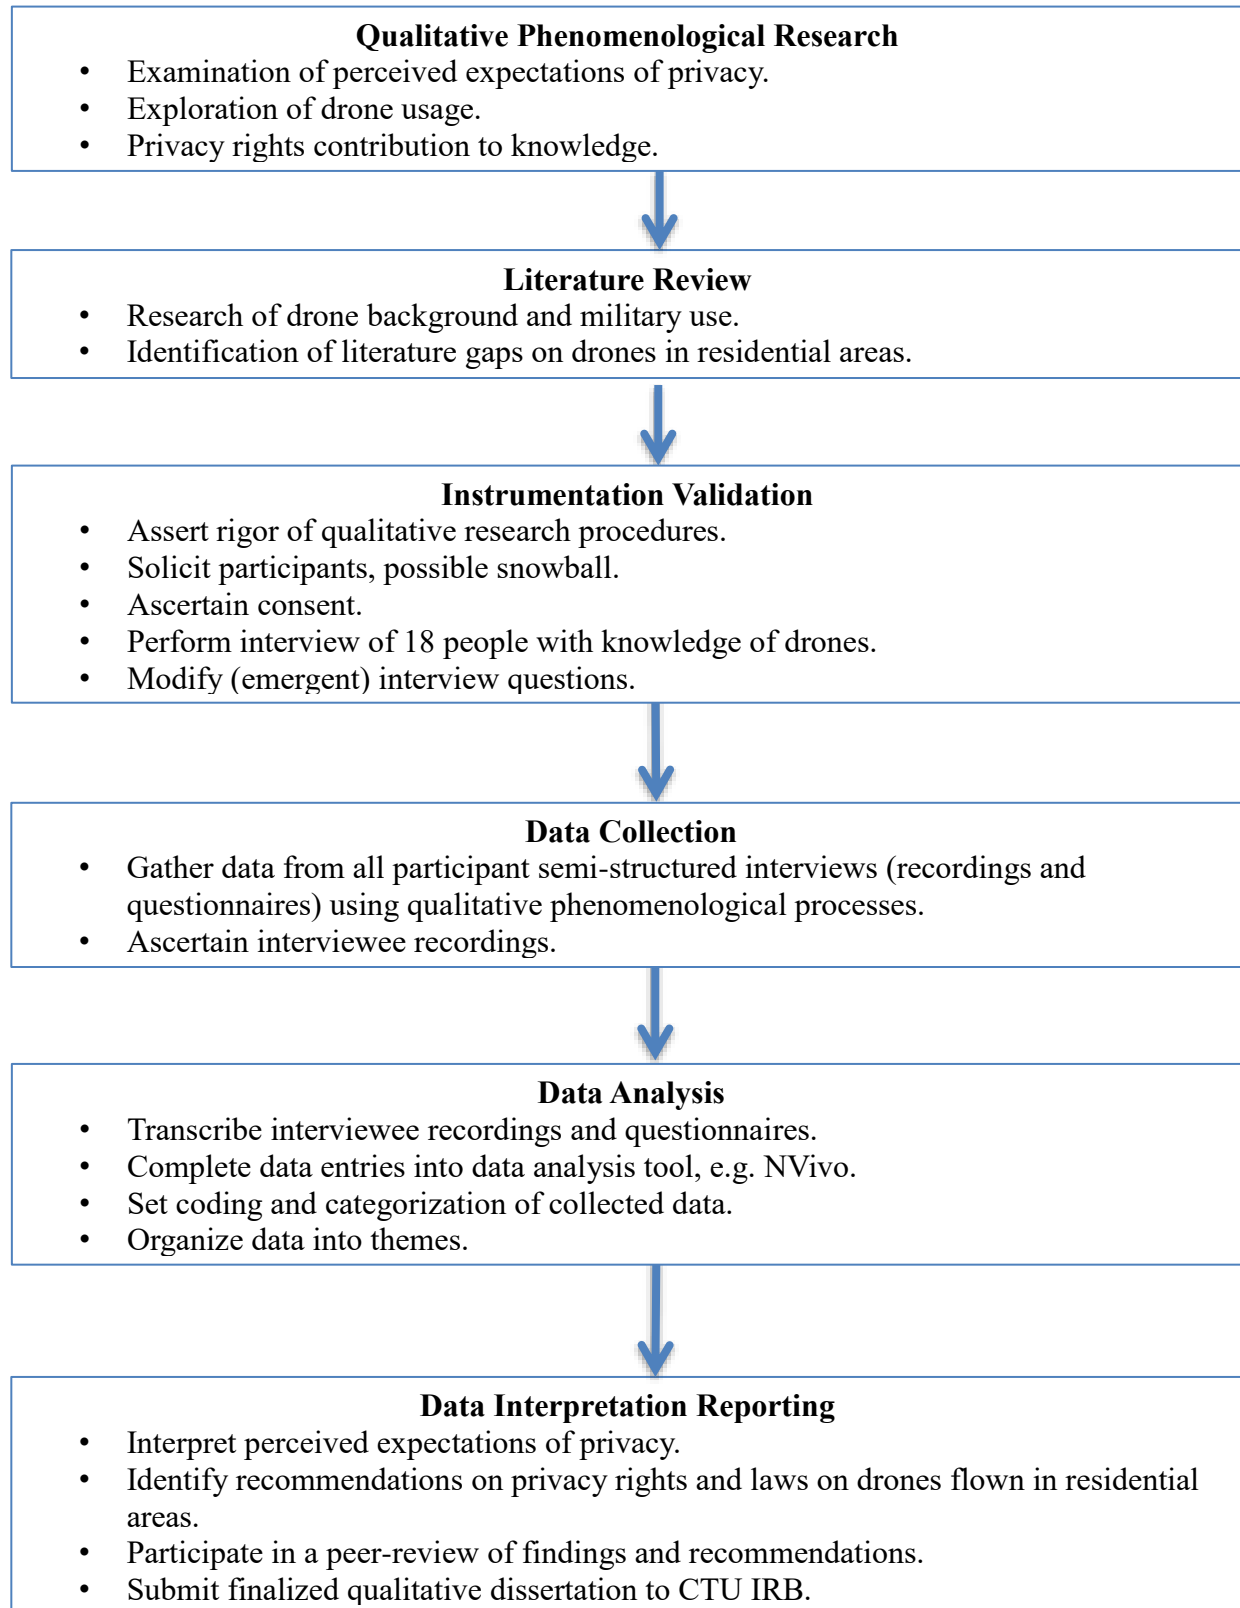 Qualitative Phenomenological Research
• Examination of perceived expectations of privacy.
• Exploration of drone usage.
• Privacy rights contribution to knowledge.
Literature Review
• Research of drone background and military use.
• Identification of literature gaps on drones in residential areas.
Instrumentation Validation
• Assert rigor of qualitative research procedures.
• Solicit participants, possible snowball.
• Ascertain consent.
• Perform interview of 18 people with knowledge of drones.
• Modify (emergent) interview questions.
Data Collection
• Gather data from all participant semi-structured interviews (recordings and
questionnaires) using qualitative phenomenological processes.
• Ascertain interviewee recordings.
Data Analysis
• Transcribe interviewee recordings and questionnaires.
• Complete data entries into data analysis tool, e.g. NVivo.
• Set coding and categorization of collected data.
• Organize data into themes.
Data Interpretation Reporting
• Interpret perceived expectations of privacy.
• Identify recommendations on privacy rights and laws on drones flown in residential
areas.
• Participate in a peer-review of findings and recommendations.
• Submit finalized qualitative dissertation to CTU IRB.